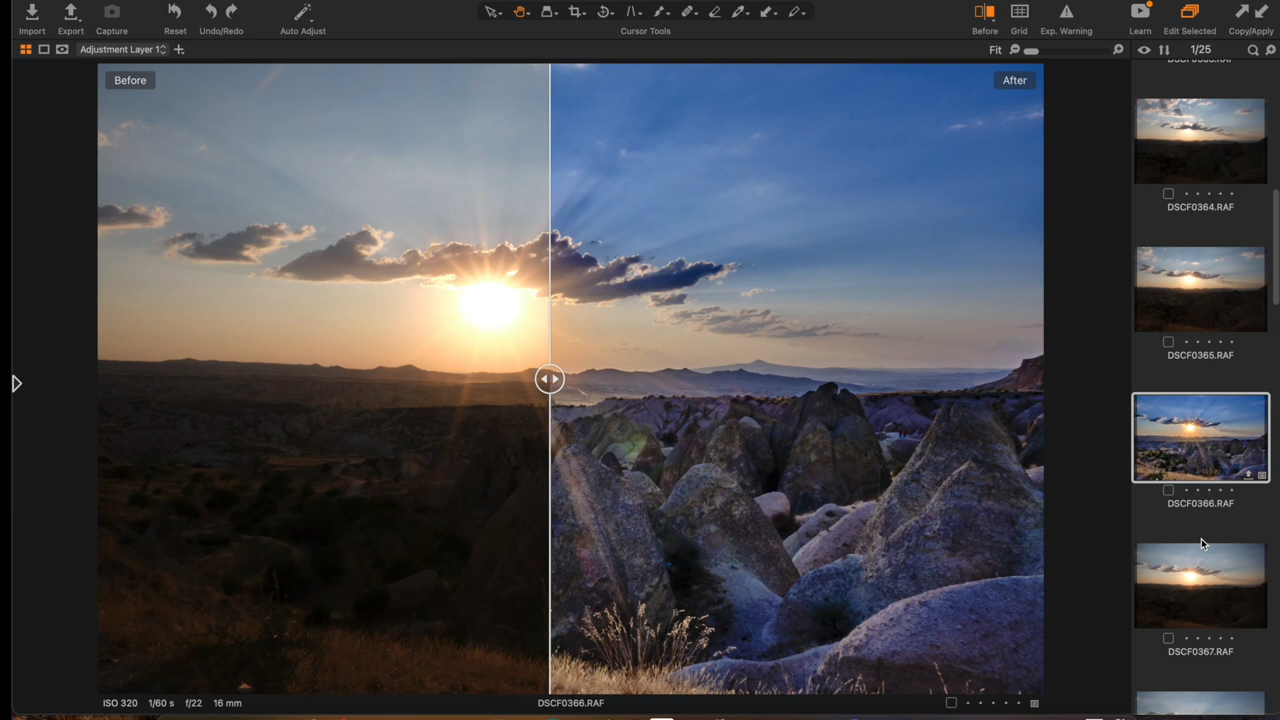 Import Export Capture Reset Undo/Redo Auto Adjust Cursor Tools Before Grid Exp. Warning Learn Edit Selected Copy/Apply
Adjustment Layer 1 Fit 1/25
DSCF0363.RAF
Before After
DSCF0364.RAF
DSCF0365.RAF
DSCF0366.RAF
DSCF0367.RAF
ISO 320 1/60 s f/22 16 mm DSCF0366.RAF